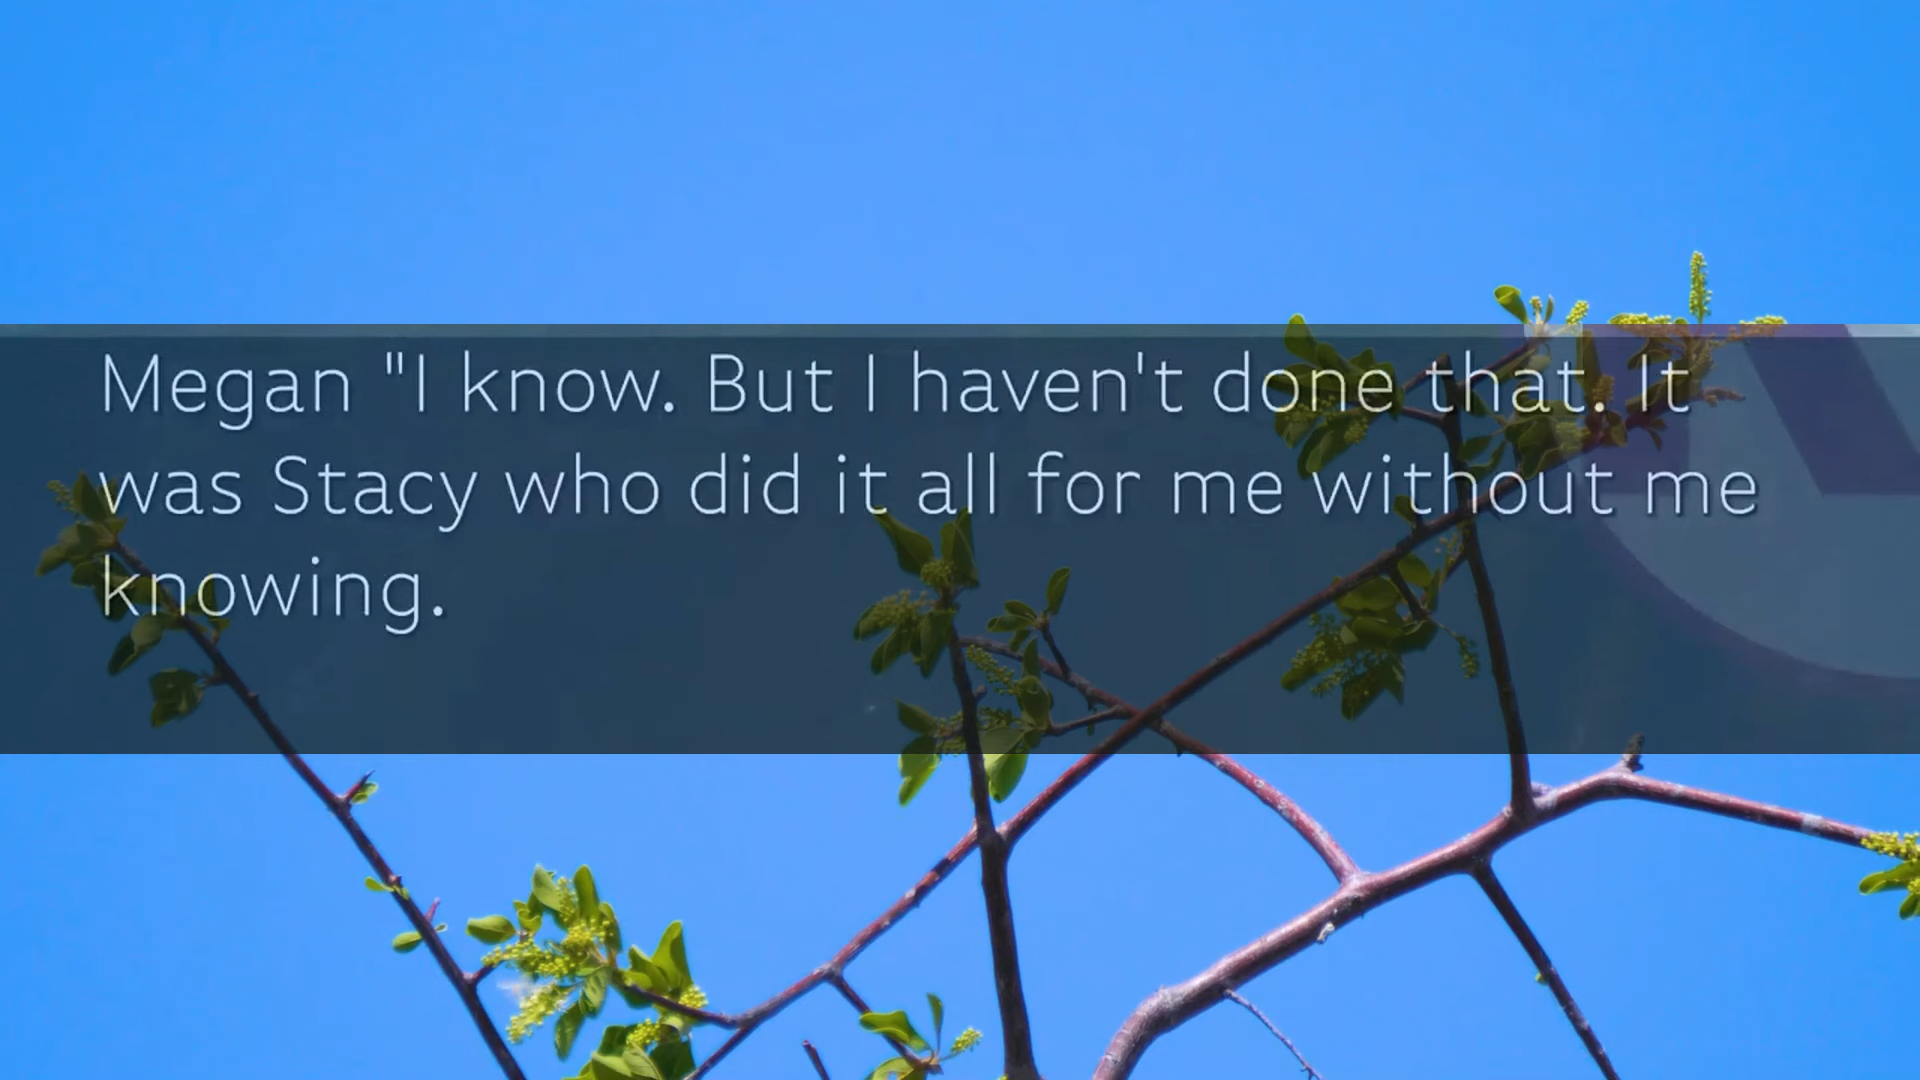 Megan "I know. But I haven't done that. It
was Stacy who did it all for me without me
knowing.